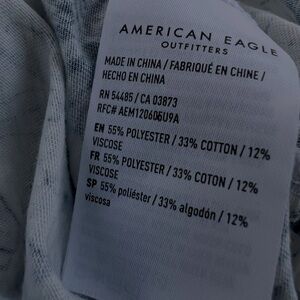 AMERICAN EAGLE
OUTFITTERS
MADE IN CHINA / FABRIQUÉ EN CHINE /
HECHO EN CHINA
RN 54485 / CA 03873
RFC# AEM120606U9A
EN 55% POLYESTER / 33% COTTON / 12%
VISCOSE
FR 55% POLYESTER / 33% COTON / 12%
VISCOSE
SP 55% poliéster / 33% algodón / 12%
viscosa